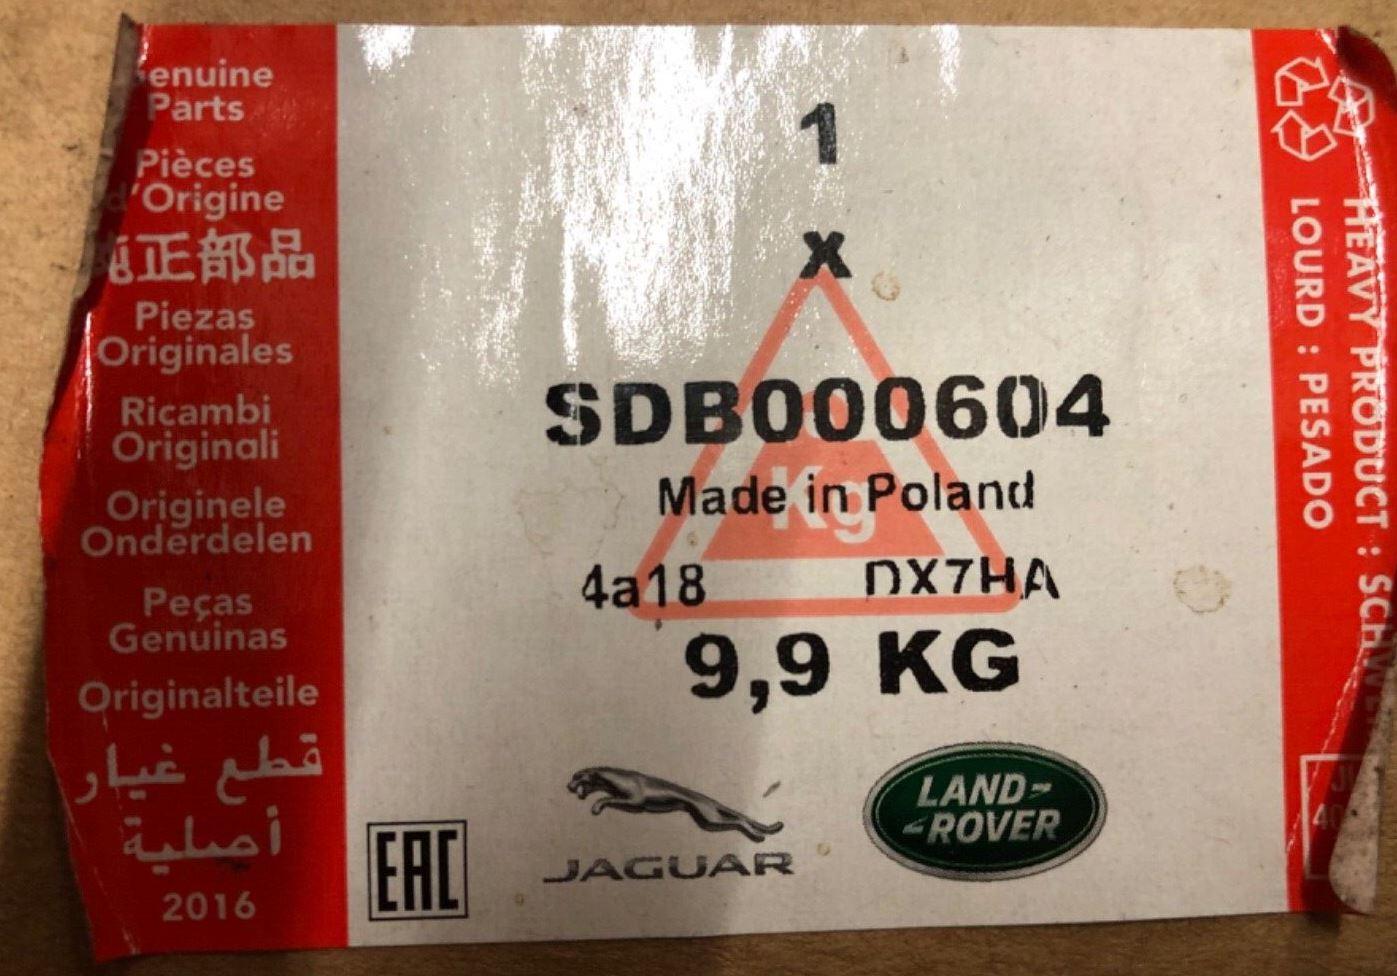 enuine
Parts
Pièces
d'Origine
純正部品
Piezas
Originales
Ricambi
Originali
Originele
Onderdelen
Peças
Genuinas
Originalteile
قطع غيار
أصلية
2016
1
x
SDB000604
Kg
Made in Poland
4a18 DX7HA
9,9 KG
EAC
JAGUAR
LAND-
-ROVER
HEAVY PRODUCT : SCHWE
LOURD : PESADO